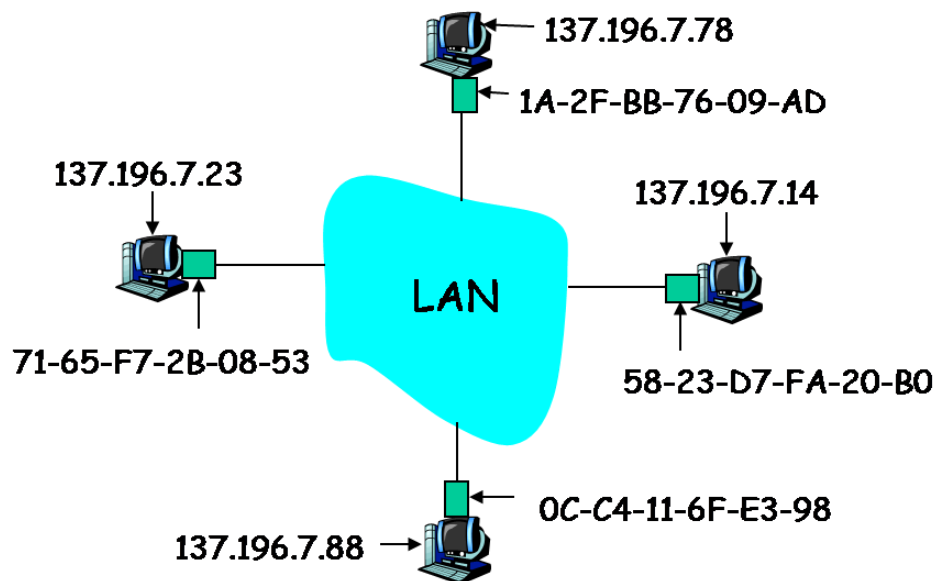 137.196.7.78
1A-2F-BB-76-09-AD
137.196.7.23
137.196.7.14
LAN
71-65-F7-2B-08-53
58-23-D7-FA-20-B0
0C-C4-11-6F-E3-98
137.196.7.88